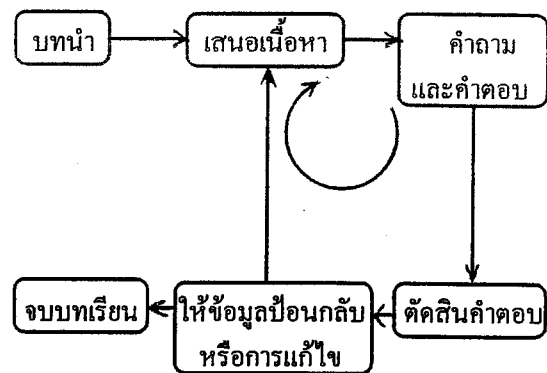 บทนำ
เสนอเนื้อหา
คำถาม
และคำตอบ
จบบทเรียน
ให้ข้อมูลป้อนกลับ
หรือการแก้ไข
ตัดสินคำตอบ